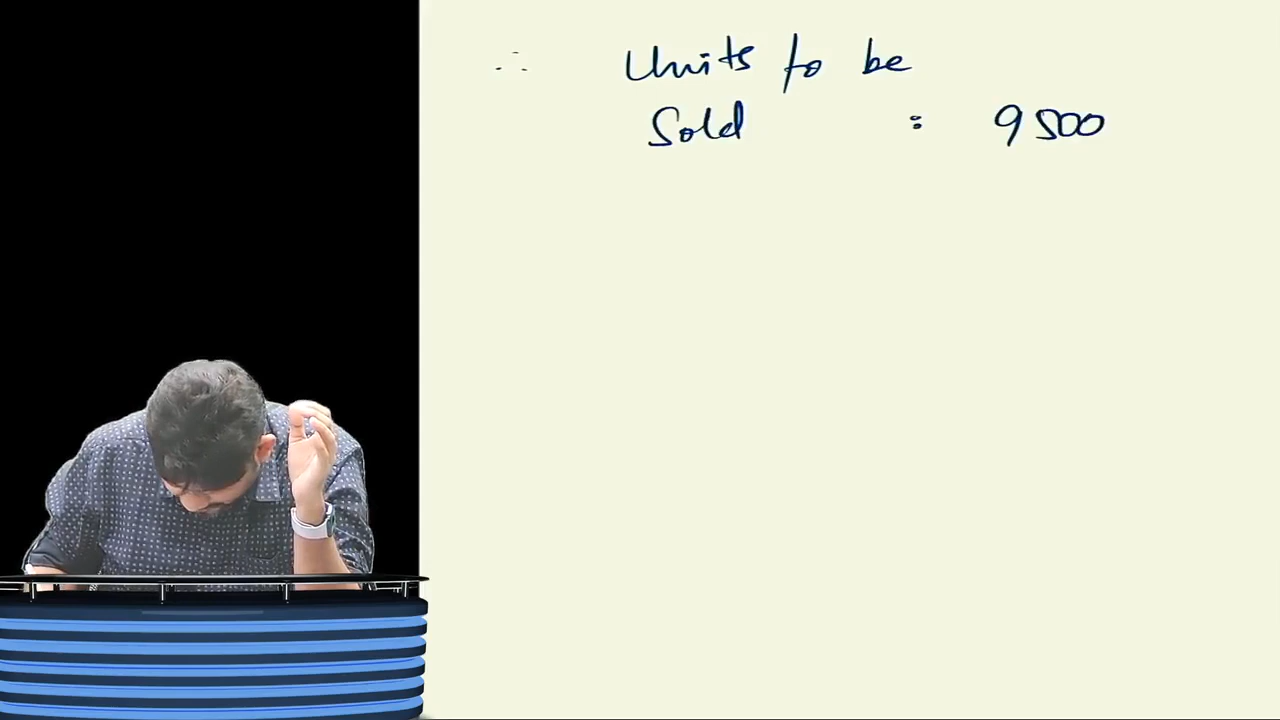 ∴ Units to be
Sold : 9500